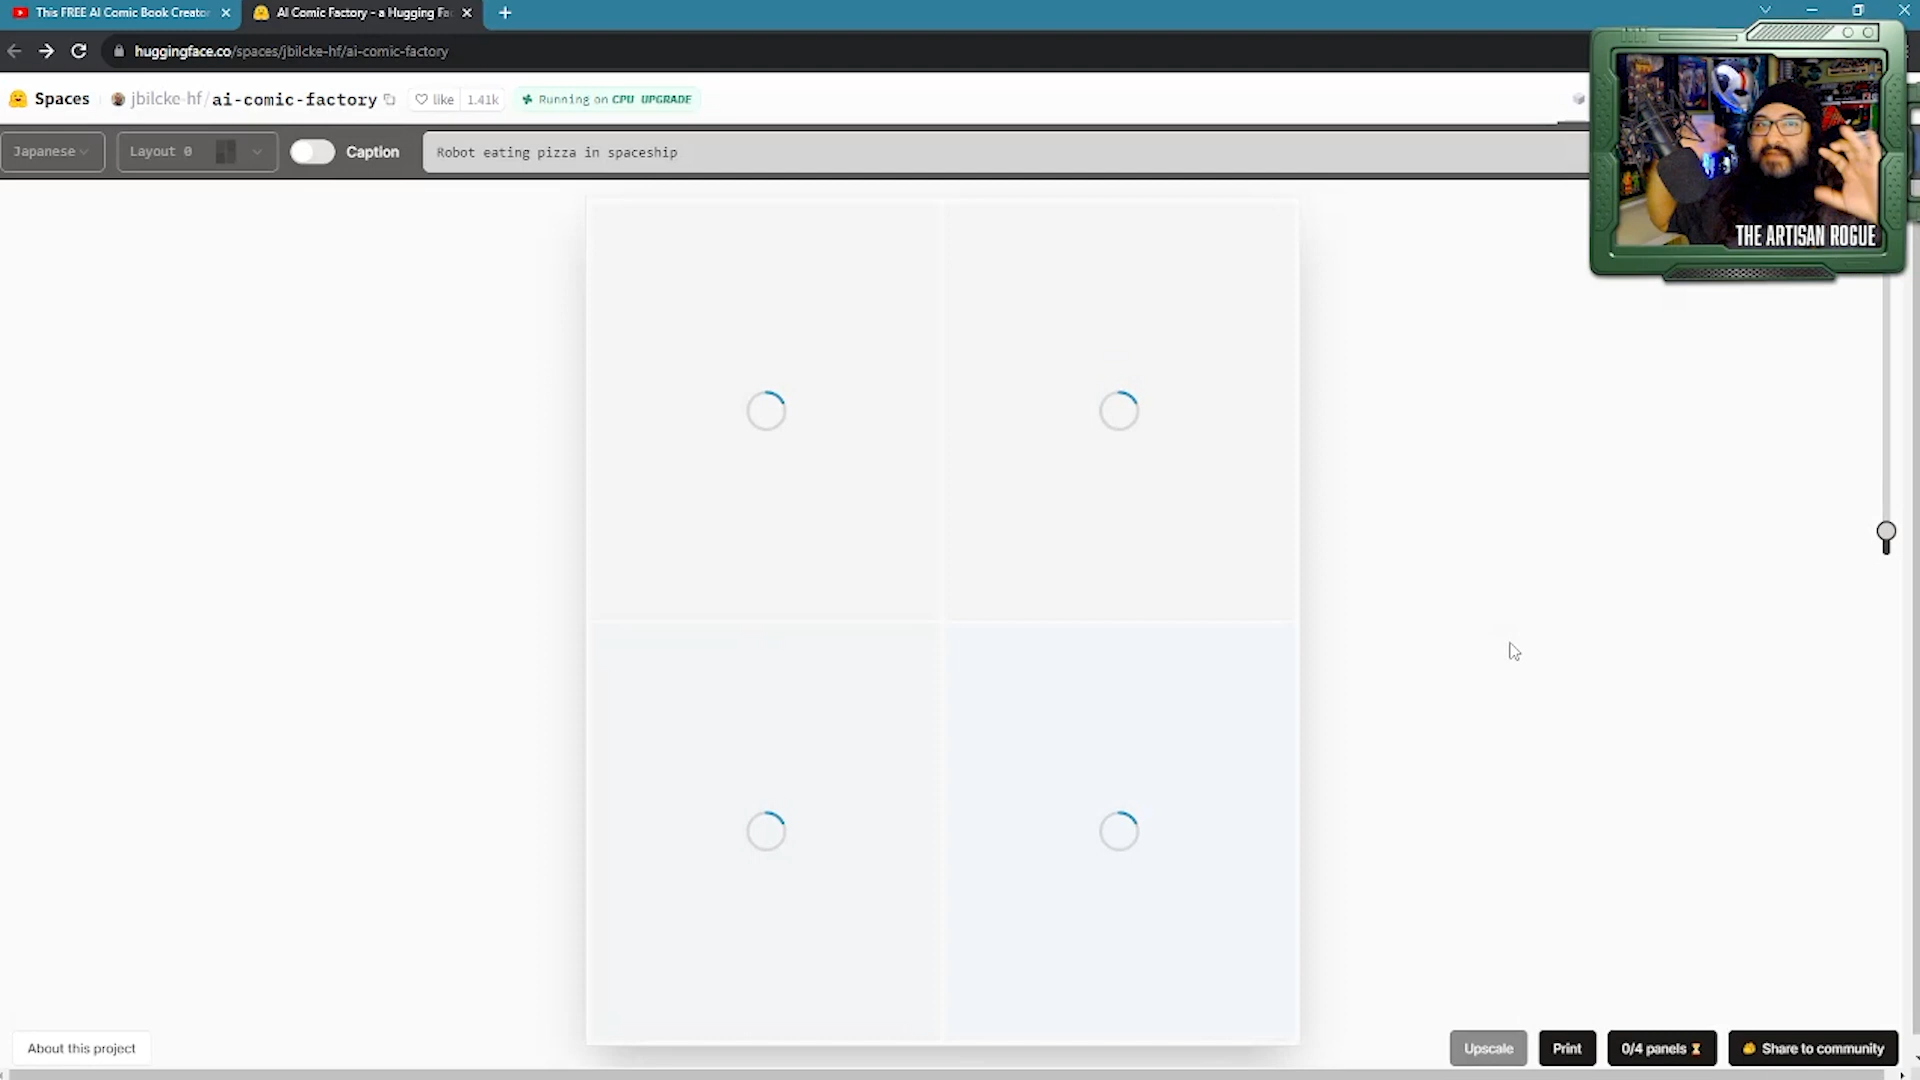 This FREE AI Comic Book Creator
AI Comic Factory - a Hugging Fa
huggingface.co/spaces/jbilcke-hf/ai-comic-factory
Spaces jbilcke-hf/ai-comic-factory like 1.41k Running on CPU UPGRADE
Japanese Layout 0 Caption Robot eating pizza in spaceship
THE ARTISAN ROGUE
About this project Upscale Print 0/4 panels Share to community